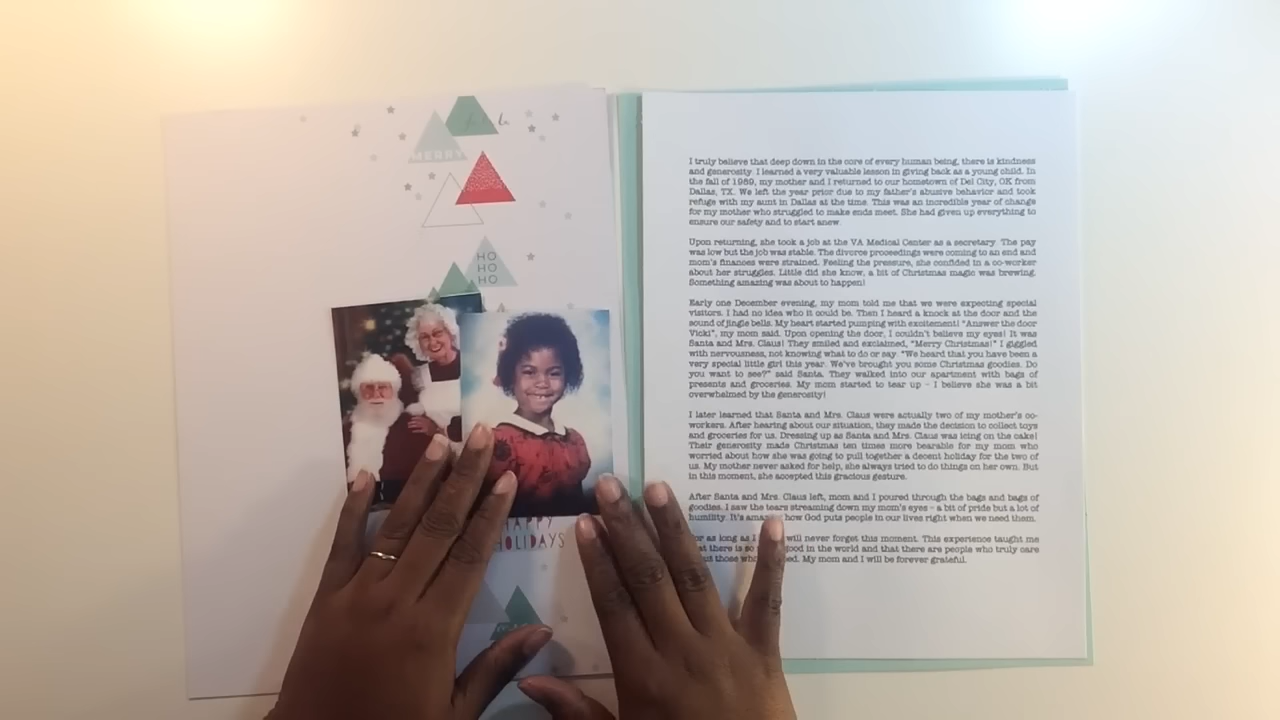 MERRY
HO
HO
HO
HAPPY
HOLIDAYS
I truly believe that deep down in the core of every human being, there is kindness
and generosity. I learned a very valuable lesson in giving back as a young child. In
the fall of 1989, my mother and I returned to our hometown of Del City, OK from
Dallas, TX. We left the year prior due to my father's abusive behavior and took
refuge with my aunt in Dallas at the time. This was an incredible year of change
for my mother who struggled to make ends meet. She had given up everything to
ensure our safety and to start anew.
Upon returning, she took a job at the VA Medical Center as a secretary. The pay
was low but the job was stable. The divorce proceedings were coming to an end and
mom's finances were strained. Feeling the pressure, she confided in a co-worker
about her struggles. Little did she know, a bit of Christmas magic was brewing.
Something amazing was about to happen!
Early one December evening, my mom told me that we were expecting special
visitors. I had no idea who it could be. Then I heard a knock at the door and the
sound of jingle bells. My heart started pumping with excitement! "Answer the door
Vicki", my mom said. Upon opening the door, I couldn't believe my eyes! It was
Santa and Mrs. Claus! They smiled and exclaimed, "Merry Christmas!" I giggled
with nervousness, not knowing what to do or say. "We heard that you have been a
very special little girl this year. We've brought you some Christmas goodies. Do
you want to see?" said Santa. They walked into our apartment with bags of
presents and groceries. My mom started to tear up - I believe she was a bit
overwhelmed by the generosity!
I later learned that Santa and Mrs. Claus were actually two of my mother's co-
workers. After hearing about our situation, they made the decision to collect toys
and groceries for us. Dressing up as Santa and Mrs. Claus was icing on the cake!
Their generosity made Christmas ten times more bearable for my mom who
worried about how she was going to pull together a decent holiday for the two of
us. My mother never asked for help, she always tried to do things on her own. But
in this moment, she accepted this gracious gesture.
After Santa and Mrs. Claus left, mom and I poured through the bags and bags of
goodies. I saw the tears streaming down my mom's eyes - a bit of pride but a lot of
humility. It's how God puts people in our lives right when we need them.
as long as I will never forget this moment. This experience taught me
there is so good in the world and that there are people who truly care
those My mom and I will be forever grateful.